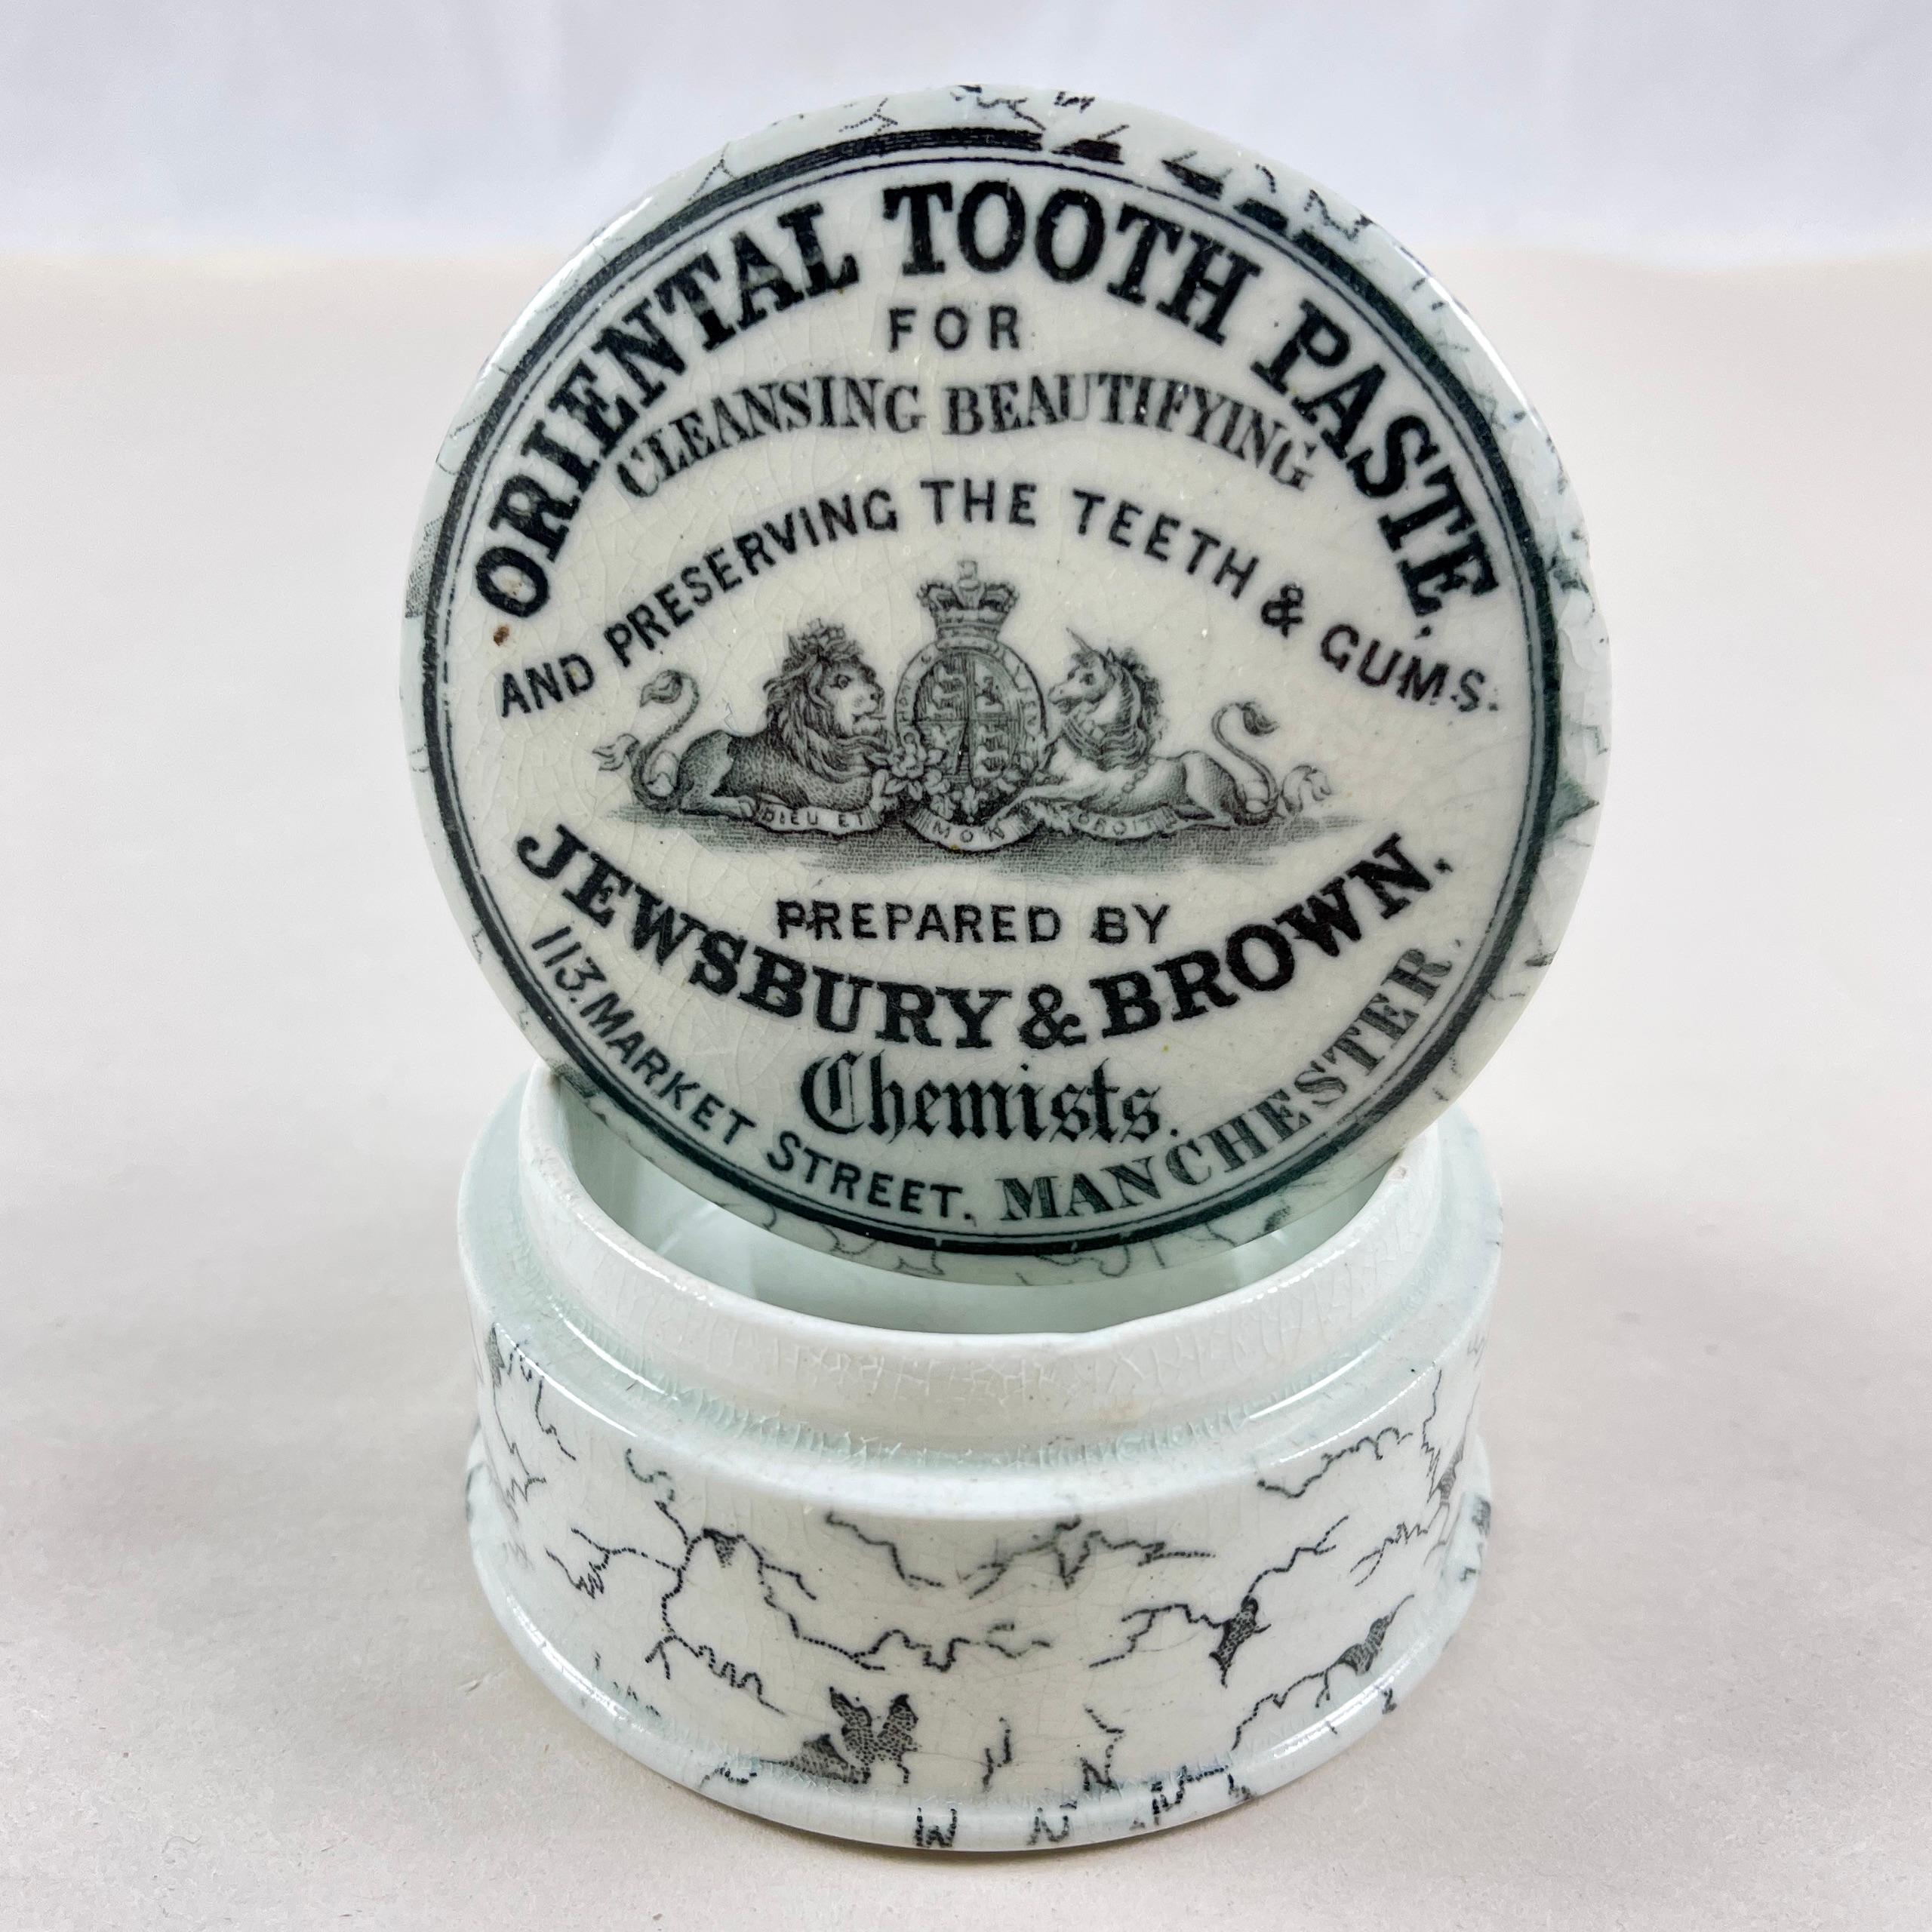 ORIENTAL TOOTH PASTE,
FOR
CLEANSING BEAUTIFYING
AND PRESERVING THE TEETH & GUMS.
DIEU ET MON DROIT
PREPARED BY
JEWSBURY & BROWN,
Chemists.
113. MARKET STREET. MANCHESTER.